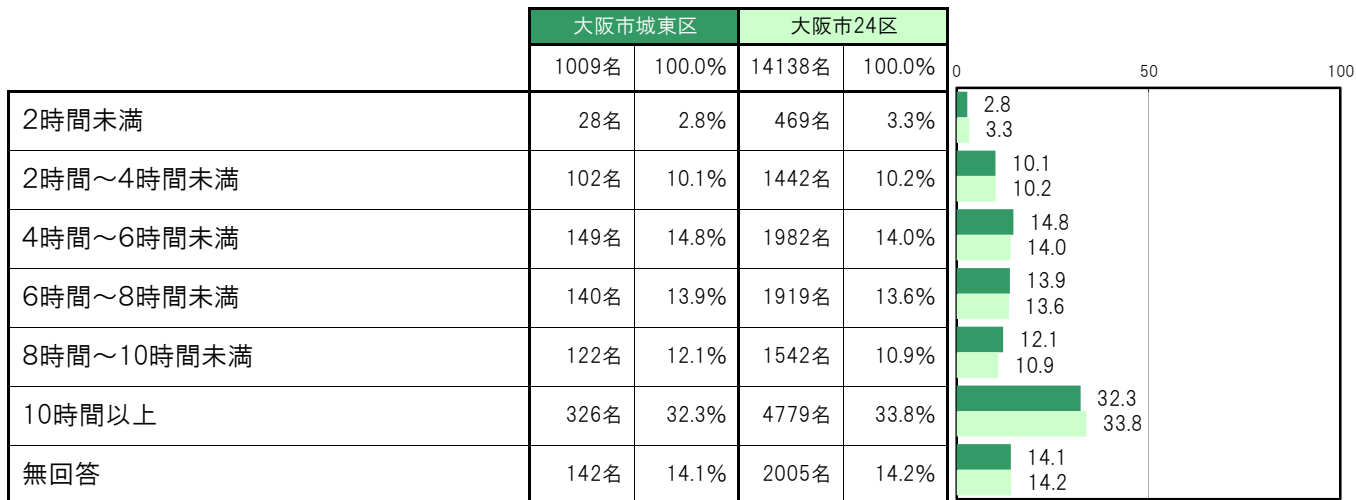 大阪市城東区 大阪市24区
1009名 100.0% 14138名 100.0%
0 50 100
2時間未満 28名 2.8% 469名 3.3%
2.8
3.3
2時間～4時間未満 102名 10.1% 1442名 10.2%
10.1
10.2
4時間～6時間未満 149名 14.8% 1982名 14.0%
14.8
14.0
6時間～8時間未満 140名 13.9% 1919名 13.6%
13.9
13.6
8時間～10時間未満 122名 12.1% 1542名 10.9%
12.1
10.9
10時間以上 326名 32.3% 4779名 33.8%
32.3
33.8
無回答 142名 14.1% 2005名 14.2%
14.1
14.2